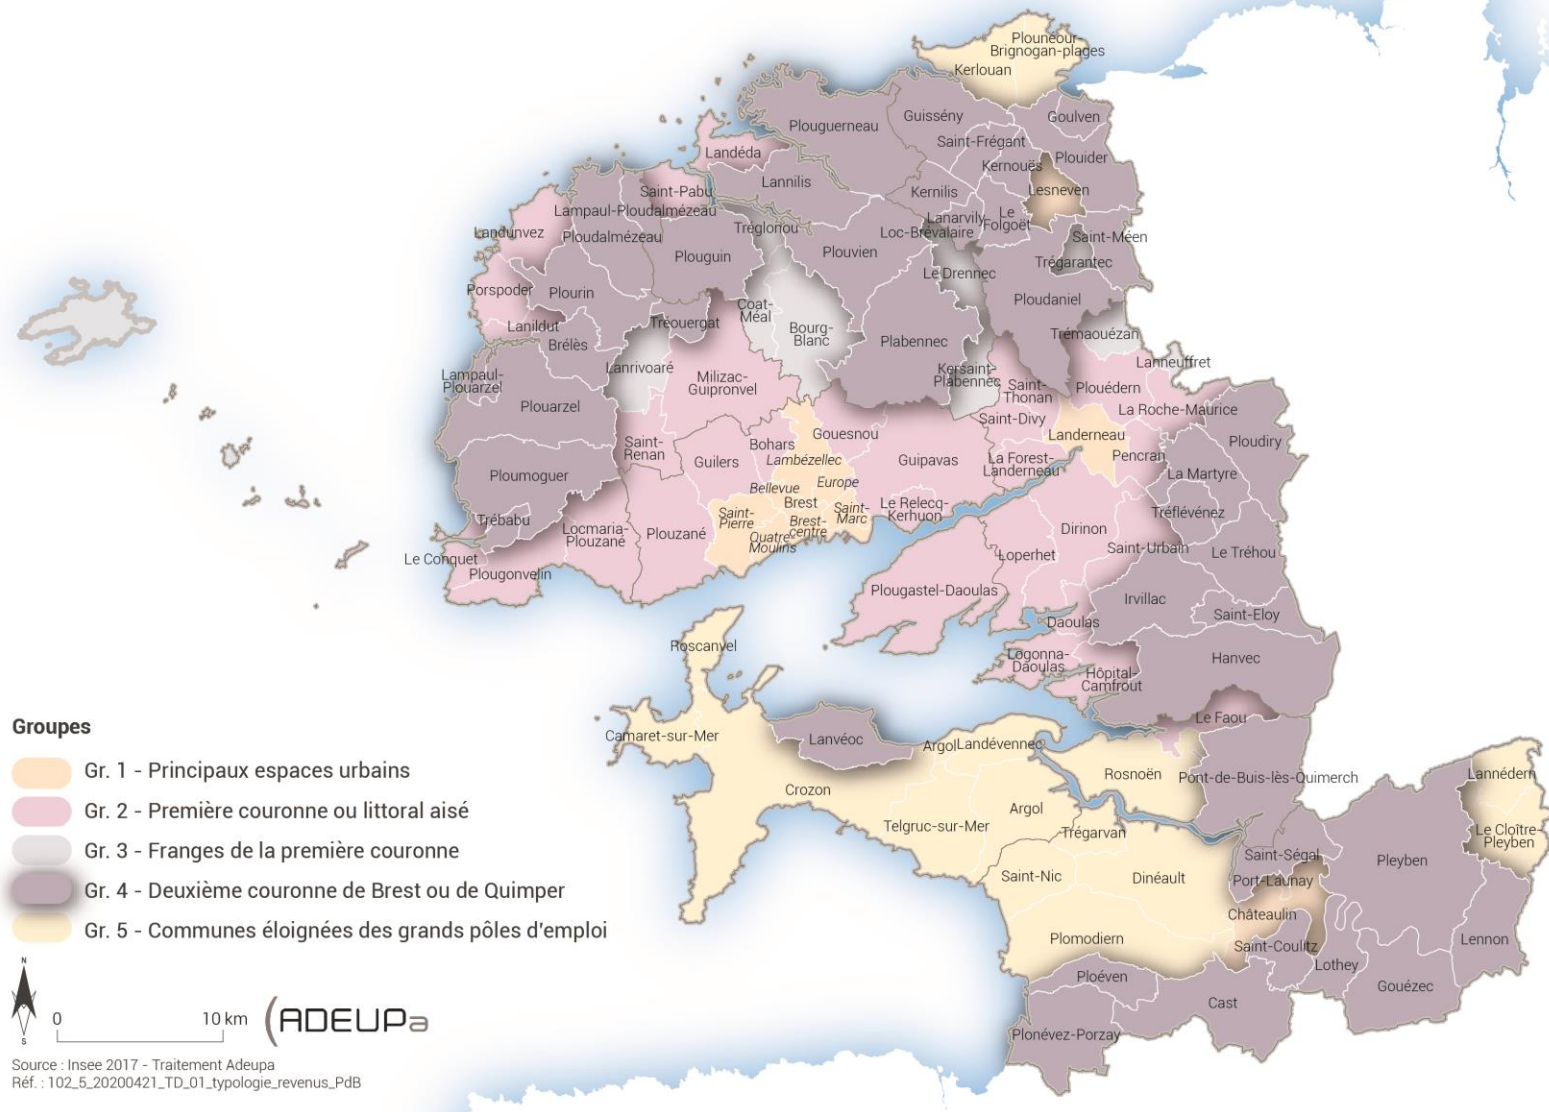 Plounéour-
Brignogan-plages
Kerlouan
Plouguerneau
Guissény
Goulven
Saint-Frégant
Landéda
Kernouës
Plouider
Saint-Pabu
Lannilis
Kernilis
Lesneven
Lampaul-Ploudalmézeau
Lanarvily
Le
Folgoët
Landunvez
Ploudalmézeau
Tréglonou
Loc-Brévalaire
Saint-Méen
Plouguin
Plouvien
Trégarantec
Le Drennec
Porspoder
Plourin
Ploudaniel
Coat-
Méal
Lanildut
Tréouergat
Bourg-
Blanc
Trémaouézan
Brélès
Plabennec
Lanrivoaré
Kersaint-
Plabennec
Lanneuffret
Lampaul-
Plouarzel
Milizac-
Guipronvel
Saint-
Thonan
Plouédern
Plouarzel
Saint-Divy
La Roche-Maurice
Saint-
Renan
Bohars
Gouesnou
Landerneau
Ploudiry
Guilers
Lambézellec
Guipavas
La Forest-
Landerneau
Pencran
Ploumoguer
Bellevue
Europe
La Martyre
Brest
Saint-
Pierre
Saint-
Marc
Le Relecq-
Kerhuon
Trébabu
Locmaria-
Plouzané
Plouzané
Brest-
centre
Quatre-
Moulins
Tréflévénez
Dirinon
Le Conquet
Loperhet
Saint-Urbain
Le Tréhou
Plougonvelin
Plougastel-Daoulas
Irvillac
Saint-Eloy
Daoulas
Roscanvel
Logonna-
Daoulas
Hanvec
Hôpital-
Camfrout
Le Faou
Camaret-sur-Mer
Lanvéoc
Argol
Landévennec
Rosnoën
Pont-de-Buis-lès-Quimerch
Lannédern
Crozon
Argol
Telgruc-sur-Mer
Trégarvan
Le Cloître-
Pleyben
Saint-Ségal
Pleyben
Saint-Nic
Dinéault
Port-Launay
Châteaulin
Plomodiern
Saint-Coulitz
Lennon
Lothey
Ploéven
Gouézec
Cast
Plonévez-Porzay
Groupes
Gr. 1 - Principaux espaces urbains
Gr. 2 - Première couronne ou littoral aisé
Gr. 3 - Franges de la première couronne
Gr. 4 - Deuxième couronne de Brest ou de Quimper
Gr. 5 - Communes éloignées des grands pôles d'emploi
N
S
0
10 km
ADEUPa
Source : Insee 2017 - Traitement Adeupa
Réf. : 102_5_20200421_TD_01_typologie_revenus_PdB